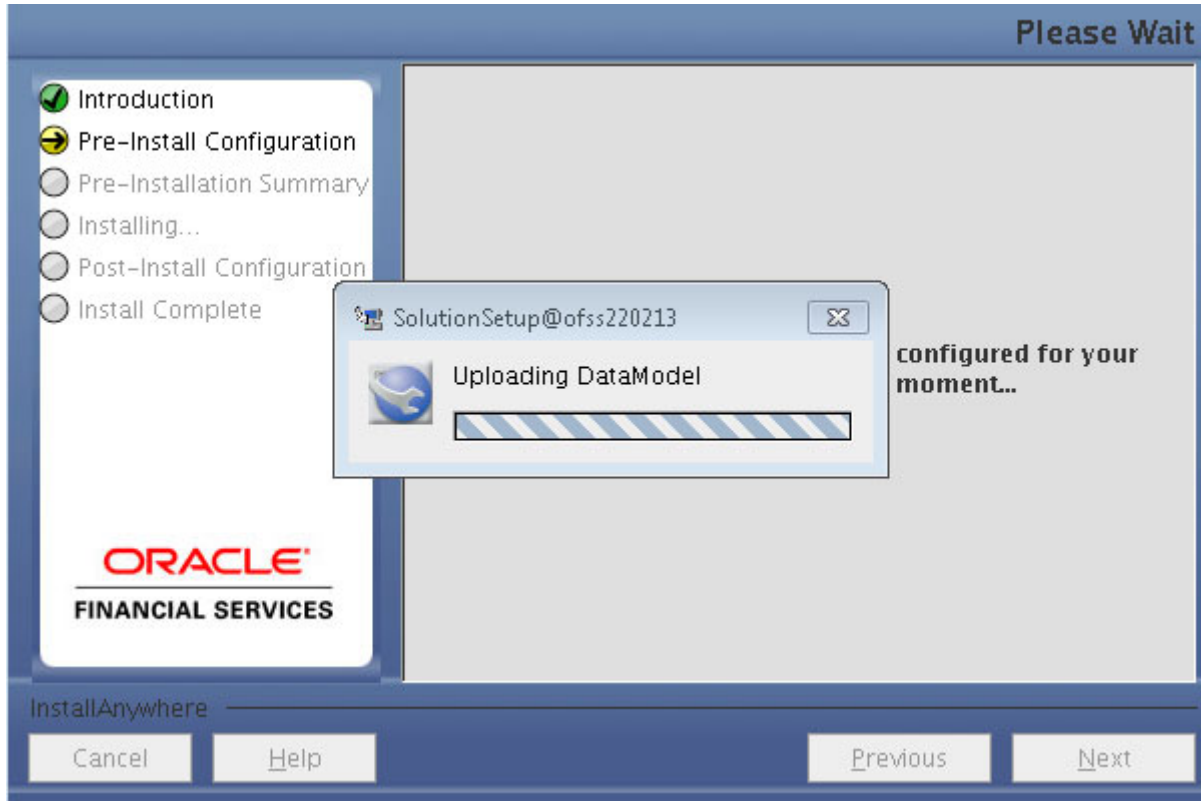 Please Wait
Introduction
Pre-Install Configuration
Pre-Installation Summary
Installing...
Post-Install Configuration
Install Complete
SolutionSetup@ofss220213
Uploading DataModel
configured for your
moment...
ORACLE
FINANCIAL SERVICES
InstallAnywhere
Cancel
Help
Previous
Next